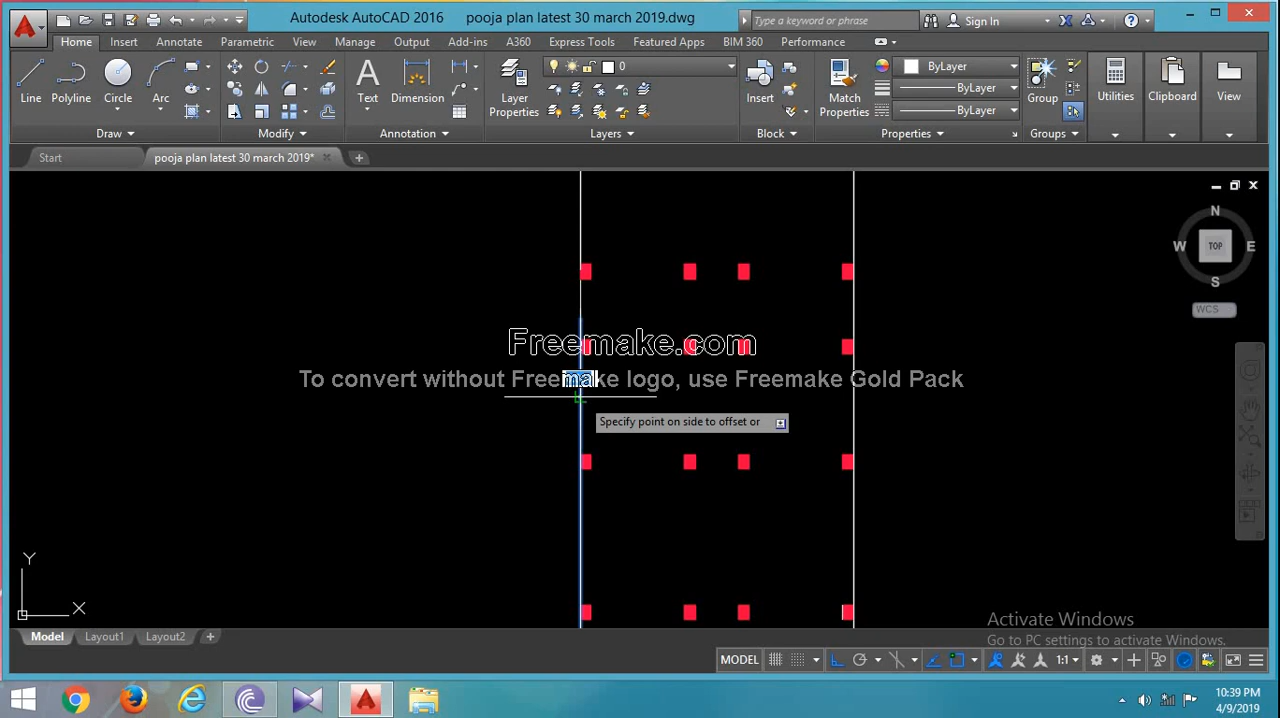 Autodesk AutoCAD 2016 pooja plan latest 30 march 2019.dwg
Type a keyword or phrase
Sign In
Home Insert Annotate Parametric View Manage Output Add-ins A360 Express Tools Featured Apps BIM 360 Performance
0
ByLayer
ByLayer
ByLayer
Line Polyline Circle Arc Text Dimension Layer Properties Insert Match Properties Group Utilities Clipboard View
Draw Modify Annotation Layers Block Properties Groups
Start pooja plan latest 30 march 2019*
N
W TOP E
S
WCS
Freemake.com
To convert without Freemake logo, use Freemake Gold Pack
Specify point on side to offset or
Y
X
Activate Windows
Go to PC settings to activate Windows.
Model Layout1 Layout2
MODEL 1:1
10:39 PM
4/9/2019